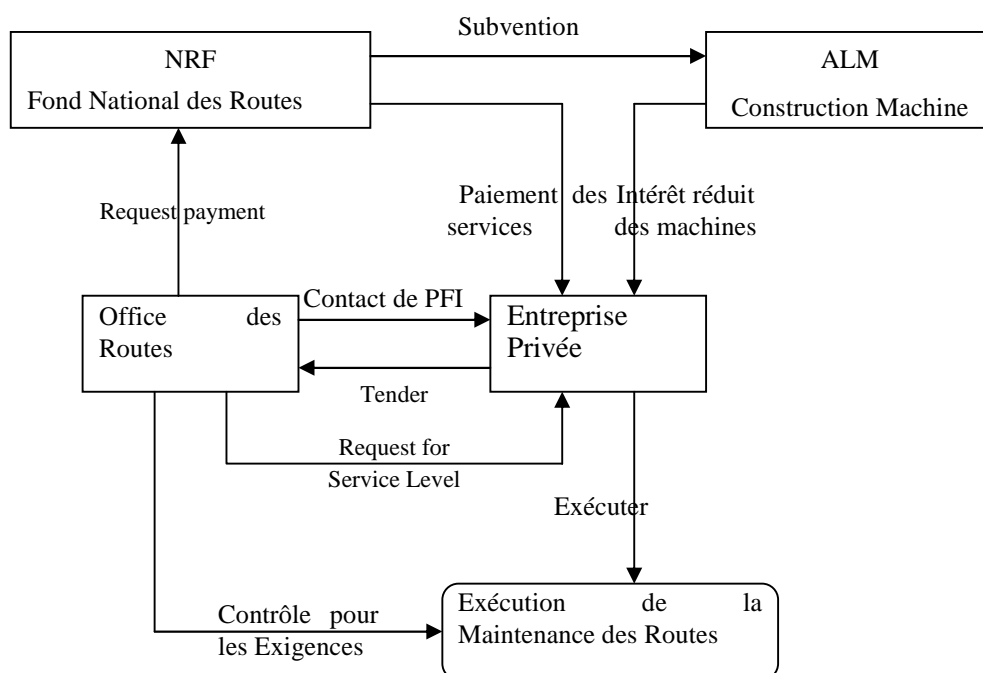 Subvention
NRF
Fond National des Routes
ALM
Construction Machine
Paiement des
services
Intérêt réduit
des machines
Request payment
Office des
Routes
Contact de PFI
Entreprise
Privée
Tender
Request for
Service Level
Exécuter
Contrôle pour
les Exigences
Exécution de la
Maintenance des Routes